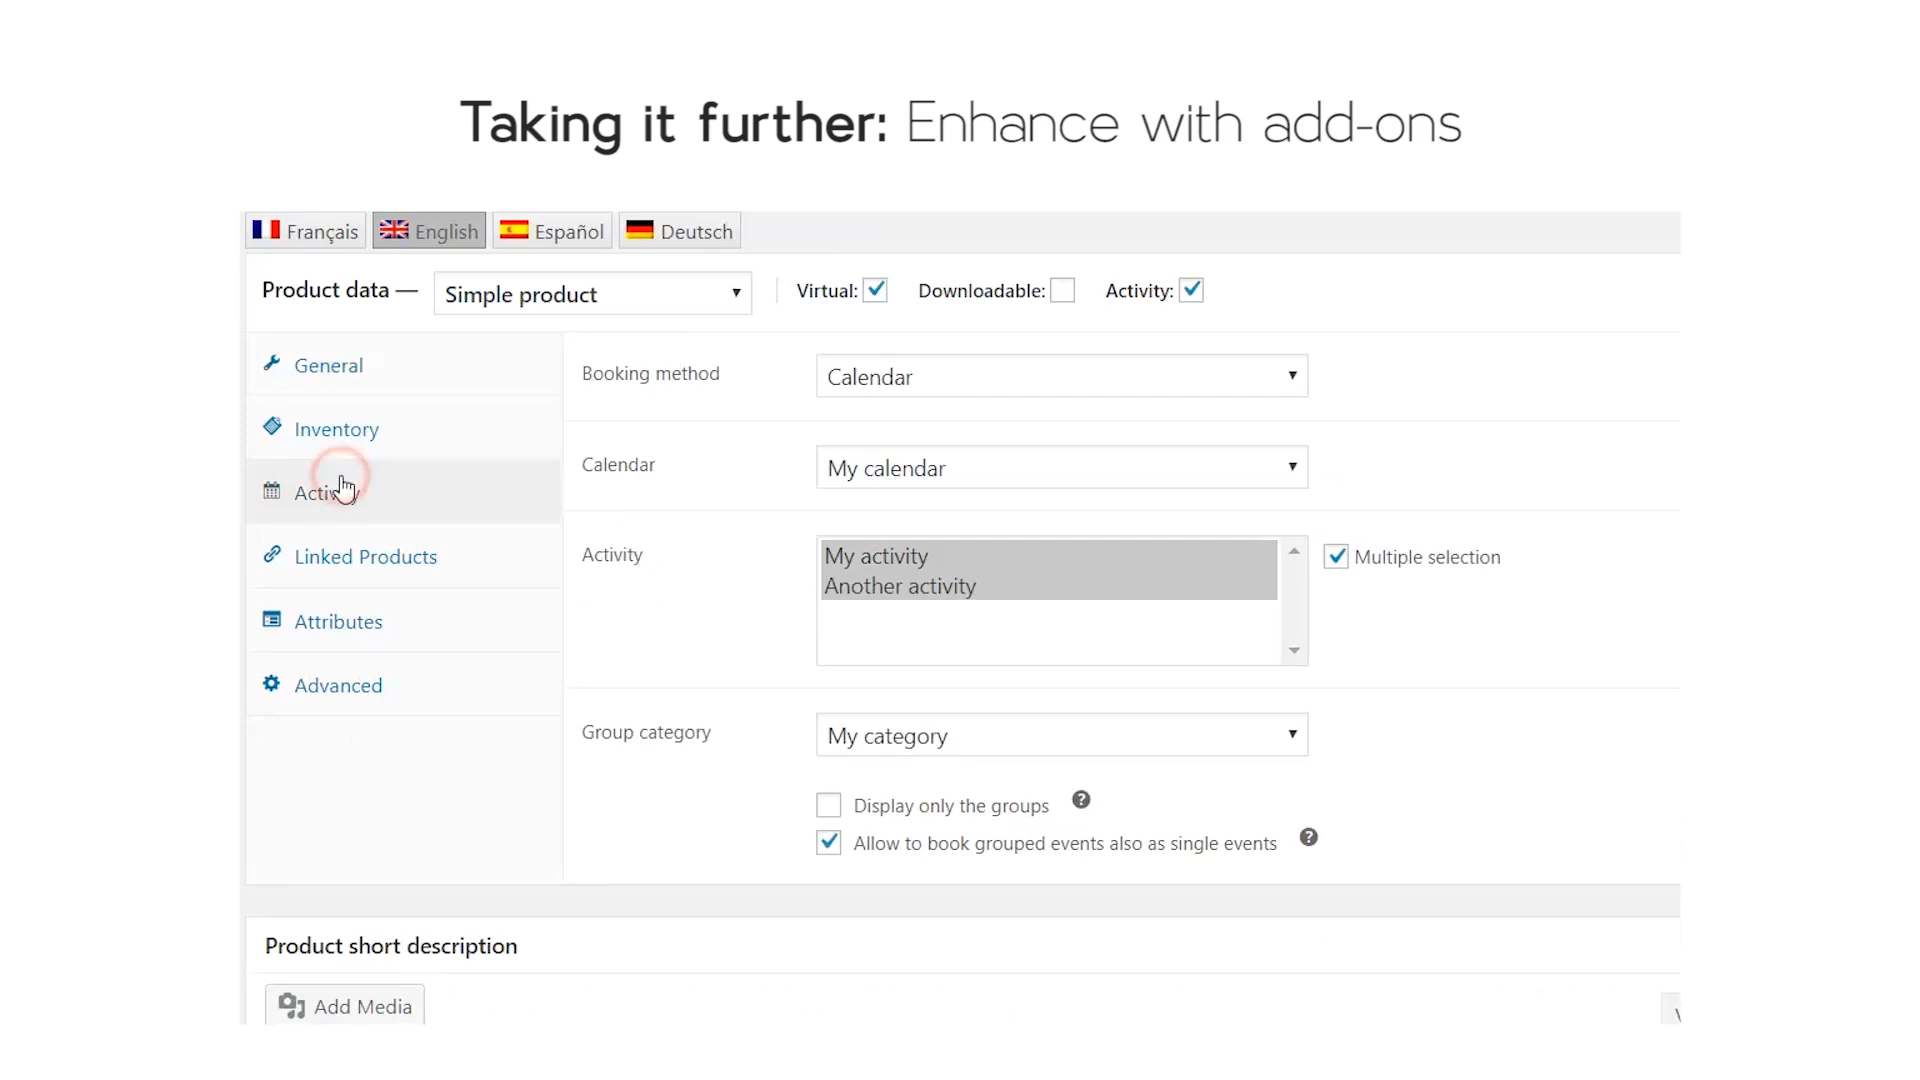 Taking it further: Enhance with add-ons
Français English Español Deutsch
Product data — Simple product Virtual: Downloadable: Activity:
General
Booking method Calendar
Inventory
Calendar My calendar
Activity
Activity My activity Multiple selection
Another activity
Linked Products
Attributes
Advanced
Group category My category
Display only the groups ?
Allow to book grouped events also as single events ?
Product short description
Add Media